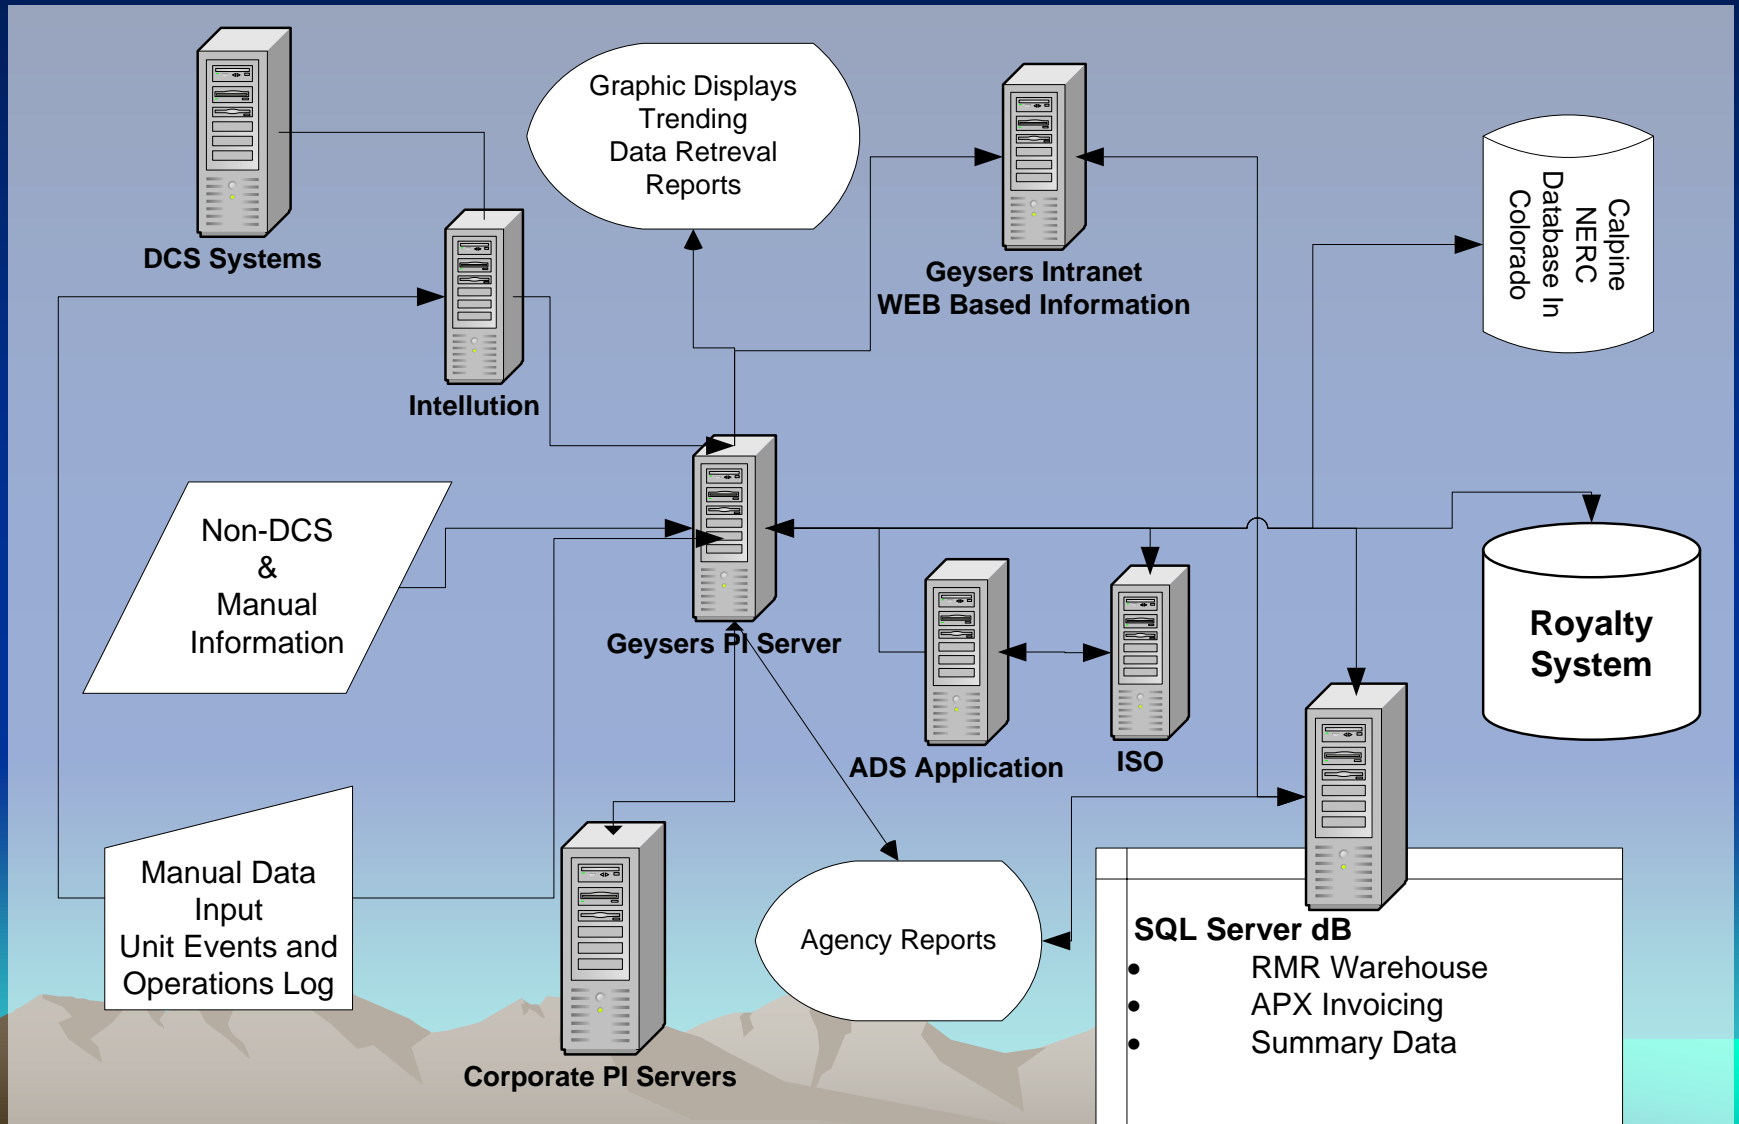 Graphic Displays
Trending
Data Retreval
Reports
DCS Systems
Geysers Intranet
WEB Based Information
Calpine
NERC
Database In
Colorado
Intellution
Non-DCS
&
Manual
Information
Geysers PI Server
Royalty
System
ADS Application
ISO
Manual Data
Input
Unit Events and
Operations Log
Agency Reports
SQL Server dB
• RMR Warehouse
• APX Invoicing
• Summary Data
Corporate PI Servers